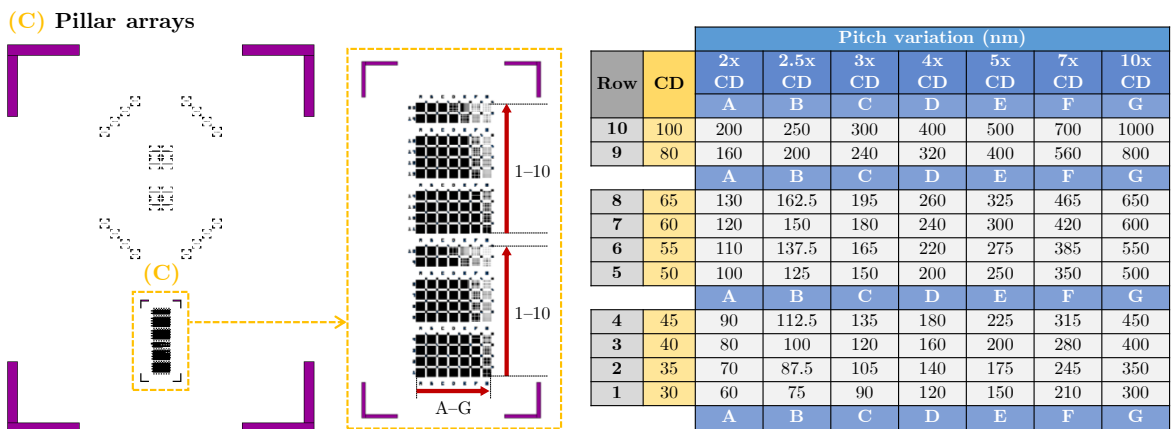 (C) Pillar arrays
(C)
1–10
1–10
A–G
Pitch variation (nm)
Row CD 2x CD 2.5x CD 3x CD 4x CD 5x CD 7x CD 10x CD
A B C D E F G
10 100 200 250 300 400 500 700 1000
9 80 160 200 240 320 400 560 800
A B C D E F G
8 65 130 162.5 195 260 325 465 650
7 60 120 150 180 240 300 420 600
6 55 110 137.5 165 220 275 385 550
5 50 100 125 150 200 250 350 500
A B C D E F G
4 45 90 112.5 135 180 225 315 450
3 40 80 100 120 160 200 280 400
2 35 70 87.5 105 140 175 245 350
1 30 60 75 90 120 150 210 300
A B C D E F G